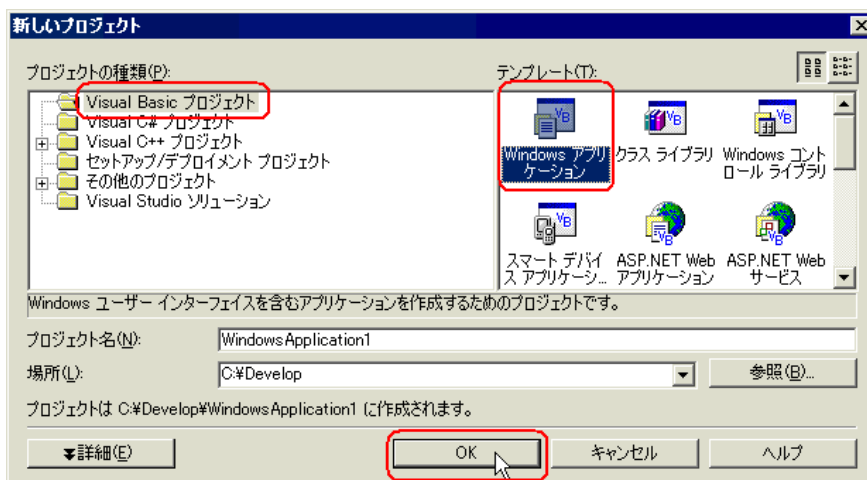 新しいプロジェクト
プロジェクトの種類(P):
テンプレート(T):
Visual Basic プロジェクト
Visual C# プロジェクト
Visual C++ プロジェクト
セットアップ/デプロイメント プロジェクト
その他のプロジェクト
Visual Studio ソリューション
Windows アプリ
ケーション
クラス ライブラリ
Windows コント
ロール ライブラリ
スマート デバイ
ス アプリケーシ...
ASP.NET Web
アプリケーション
ASP.NET Web
サービス
Windows ユーザー インターフェイスを含むアプリケーションを作成するためのプロジェクトです。
プロジェクト名(N):
WindowsApplication1
場所(L):
C:¥Develop
参照(B)...
プロジェクトは C:¥Develop¥WindowsApplication1 に作成されます。
詳細(E)
OK
キャンセル
ヘルプ